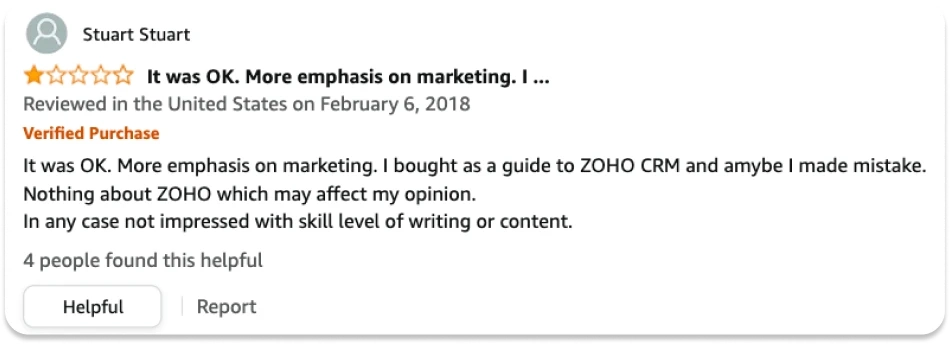 Stuart Stuart
It was OK. More emphasis on marketing. I ...
Reviewed in the United States on February 6, 2018
Verified Purchase
It was OK. More emphasis on marketing. I bought as a guide to ZOHO CRM and amybe I made mistake.
Nothing about ZOHO which may affect my opinion.
In any case not impressed with skill level of writing or content.
4 people found this helpful
Helpful | Report